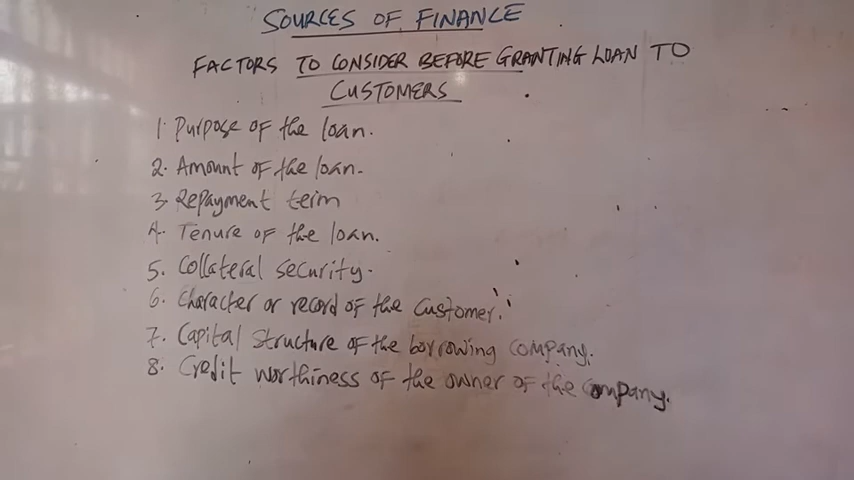 SOURCES OF FINANCE
FACTORS TO CONSIDER BEFORE GRANTING LOAN TO
CUSTOMERS
1. Purpose of the loan.
2. Amount of the loan.
3. Repayment term
4. Tenure of the loan.
5. Collateral security.
6. Character or record of the Customer.
7. Capital Structure of the borrowing Company.
8. Credit worthiness of the owner of the Company.